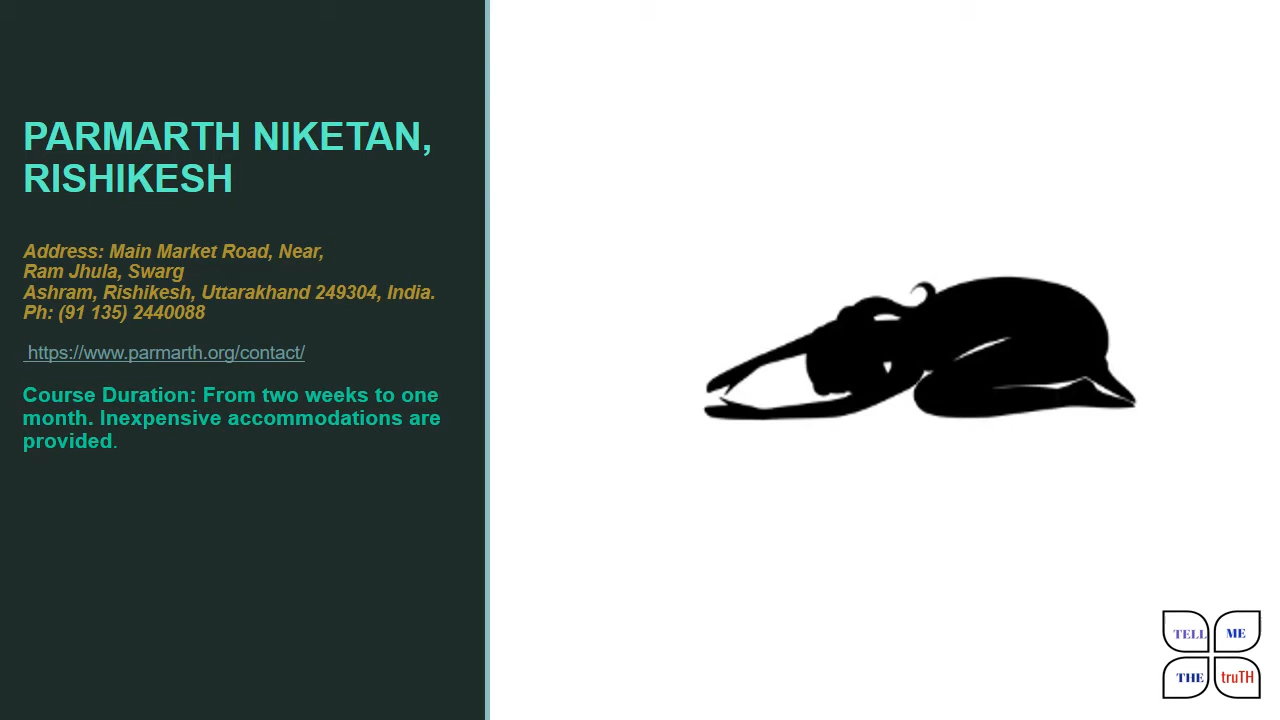 PARMARTH NIKETAN,
RISHIKESH
Address: Main Market Road, Near,
Ram Jhula, Swarg
Ashram, Rishikesh, Uttarakhand 249304, India.
Ph: (91 135) 2440088
https://www.parmarth.org/contact/
Course Duration: From two weeks to one
month. Inexpensive accommodations are
provided.
TELL ME
THE truTH